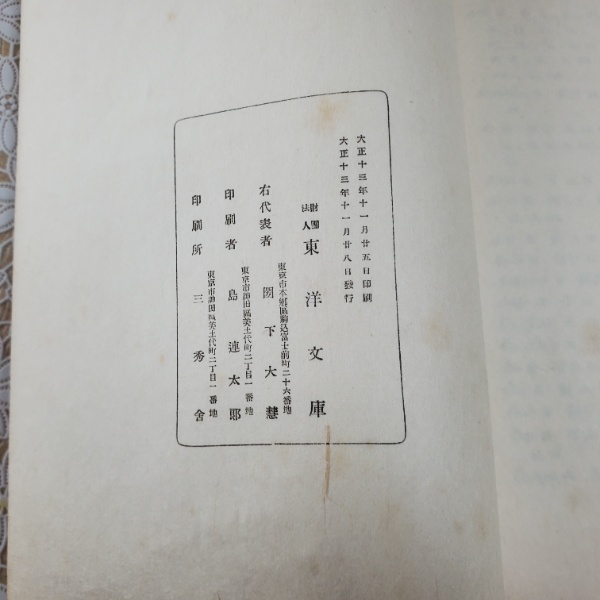 大正十三年十一月廿五日印刷
大正十三年十一月廿八日發行
財團法人 東洋文庫
東京市本鄕區駒込富士前町二十六番地
右代表者 石下大慧
東京市神田區美土代町二丁目一番地
印刷者 島連太郞
東京市神田區美土代町二丁目一番地
印刷所 三秀舍